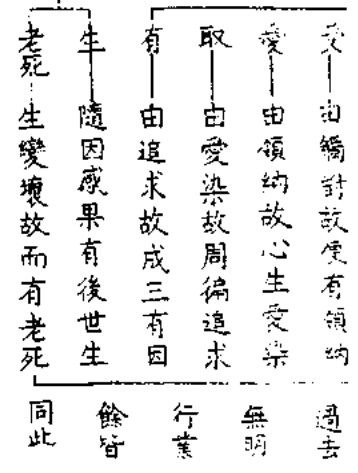 受　由觸對故便有領納
愛　由領納故心生愛染
取　由愛染故周徧追求
有　由追求故成三有因
生　隨因感果有後世生
老死　生變壞故而有老死
過去
無明
行業
餘皆
同此